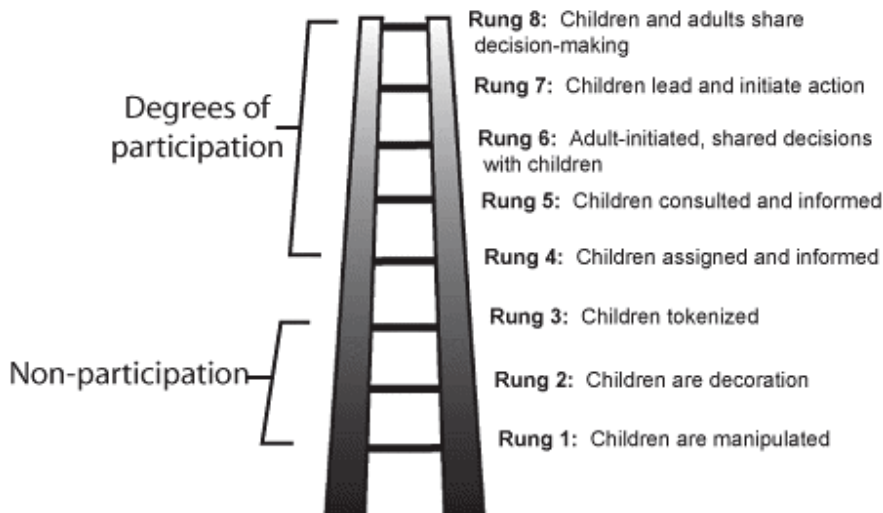 Rung 8: Children and adults share
decision-making
Rung 7: Children lead and initiate action
Degrees of
participation
Rung 6: Adult-initiated, shared decisions
with children
Rung 5: Children consulted and informed
Rung 4: Children assigned and informed
Rung 3: Children tokenized
Non-participation
Rung 2: Children are decoration
Rung 1: Children are manipulated